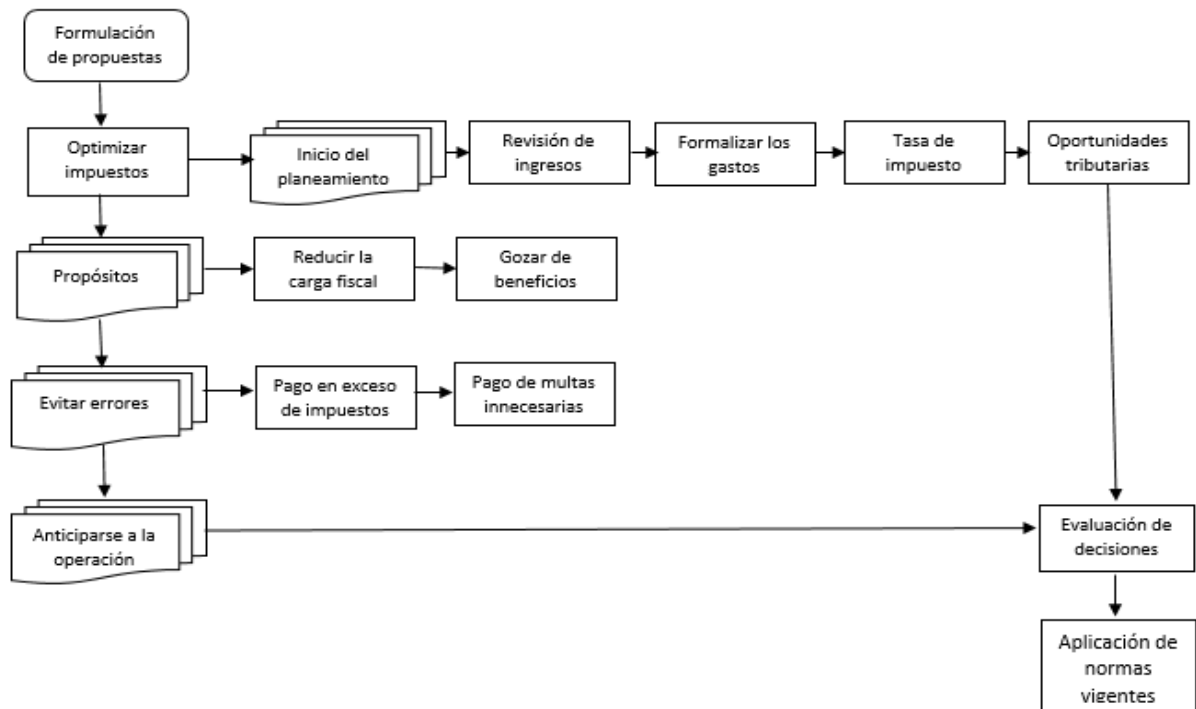 Formulación
de propuestas
Optimizar
impuestos
Inicio del
planeamiento
Revisión de
ingresos
Formalizar los
gastos
Tasa de
impuesto
Oportunidades
tributarias
Propósitos
Reducir la
carga fiscal
Gozar de
beneficios
Evitar errores
Pago en exceso
de impuestos
Pago de multas
innecesarias
Anticiparse a la
operación
Evaluación de
decisiones
Aplicación de
normas
vigentes